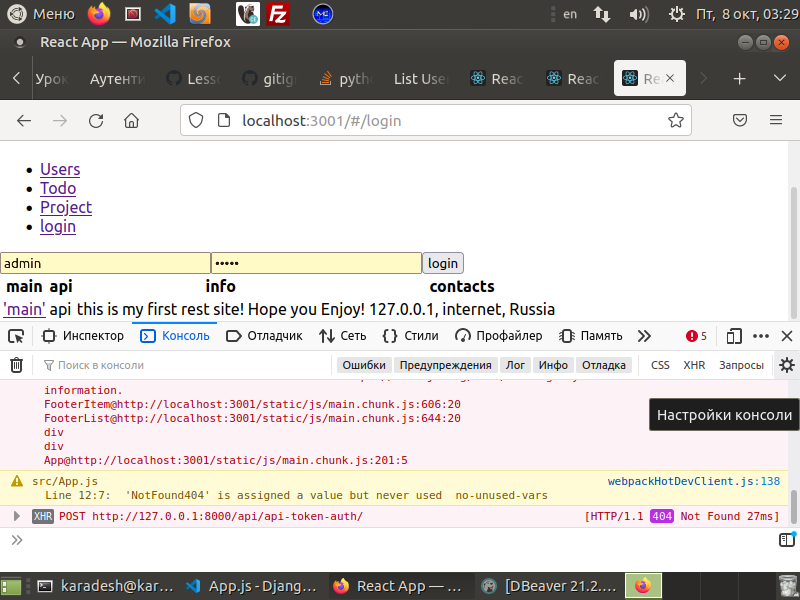 Меню en Пт, 8 окт, 03:29
React App — Mozilla Firefox
Урок Аутенти Lesso gitig pytho List User Reac Reac Re
localhost:3001/#/login
Users
Todo
Project
login
admin ••••• login
main api info contacts
'main' api this is my first rest site! Hope you Enjoy! 127.0.0.1, internet, Russia
Инспектор Консоль Отладчик Сеть Стили Профайлер Память 5
Поиск в консоли Ошибки Предупреждения Лог Инфо Отладка CSS XHR Запросы
information.
FooterItem@http://localhost:3001/static/js/main.chunk.js:606:20
FooterList@http://localhost:3001/static/js/main.chunk.js:644:20
Настройки консоли
div
div
App@http://localhost:3001/static/js/main.chunk.js:201:5
src/App.js webpackHotDevClient.js:138
Line 12:7: 'NotFound404' is assigned a value but never used no-unused-vars
XHR POST http://127.0.0.1:8000/api/api-token-auth/ [HTTP/1.1 404 Not Found 27ms]
karadesh@kar... App.js - Djang... React App — ... [DBeaver 21.2....